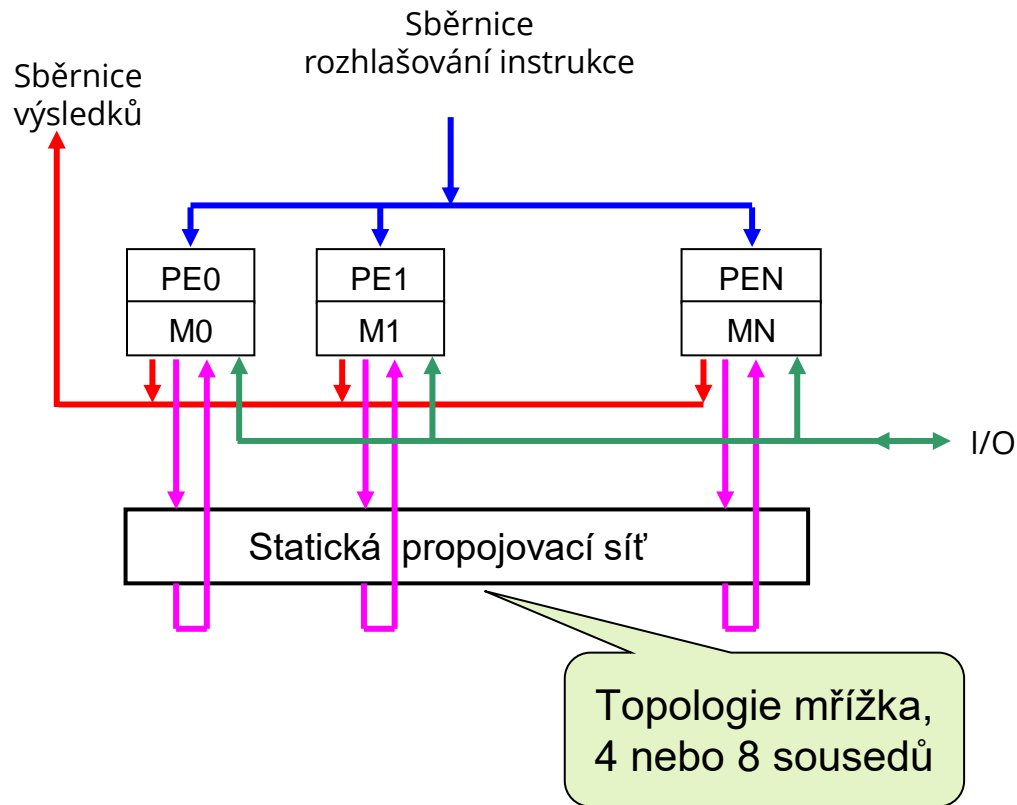 Sběrnice
rozhlašování instrukce
Sběrnice
výsledků
PE0
PE1
PEN
M0
M1
MN
I/O
Statická propojovací síť
Topologie mřížka,
4 nebo 8 sousedů